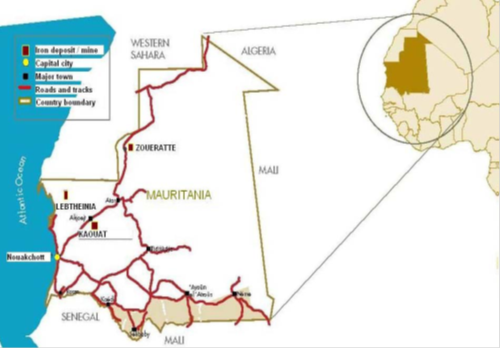 Iron deposit / mine
Capital city
Major town
Roads and tracks
Country boundary
WESTERN
SAHARA
ALGERIA
ZOUERATTE
MALI
Atlantic Ocean
LEBTHEINIA
MAURITANIA
KAOUAT
Nouakchott
SENEGAL
MALI